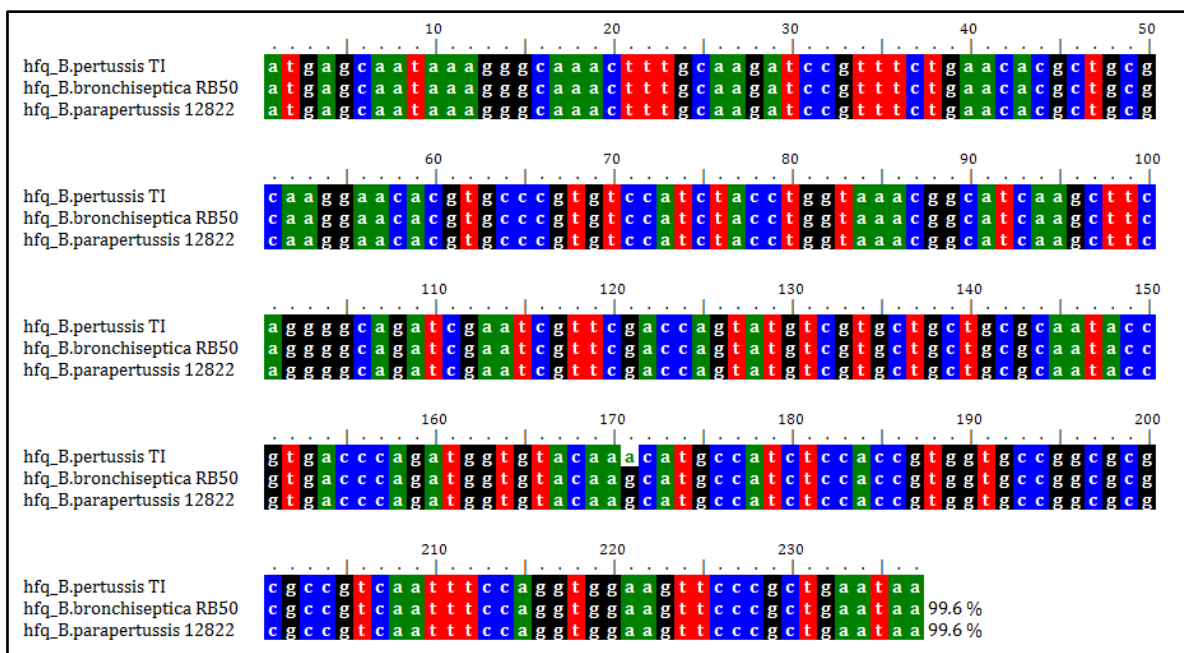 10 20 30 40 50
hfq_B.pertussis TI atgagcaataaagggcaaactttgcaagatccgtttctgaacacgctgcg
hfq_B.bronchiseptica RB50 atgagcaataaagggcaaactttgcaagatccgtttctgaacacgctgcg
hfq_B.parapertussis 12822 atgagcaataaagggcaaactttgcaagatccgtttctgaacacgctgcg
60 70 80 90 100
hfq_B.pertussis TI caaggaacacgtgcccgtgtccatctacctggtaaacggcatcaagcttc
hfq_B.bronchiseptica RB50 caaggaacacgtgcccgtgtccatctacctggtaaacggcatcaagcttc
hfq_B.parapertussis 12822 caaggaacacgtgcccgtgtccatctacctggtaaacggcatcaagcttc
110 120 130 140 150
hfq_B.pertussis TI aggggcagatcgaatcgttcgaccagtatgtcgtgctgctgcgcaatacc
hfq_B.bronchiseptica RB50 aggggcagatcgaatcgttcgaccagtatgtcgtgctgctgcgcaatacc
hfq_B.parapertussis 12822 aggggcagatcgaatcgttcgaccagtatgtcgtgctgctgcgcaatacc
160 170 180 190 200
hfq_B.pertussis TI gtgacccagatggtgtacaaacatgccatctccaccgtggtgccggcgcg
hfq_B.bronchiseptica RB50 gtgacccagatggtgtacaagcatgccatctccaccgtggtgccggcgcg
hfq_B.parapertussis 12822 gtgacccagatggtgtacaagcatgccatctccaccgtggtgccggcgcg
210 220 230
hfq_B.pertussis TI cgccgtcaatttccaggtggaagttcccgctgaataa
hfq_B.bronchiseptica RB50 cgccgtcaatttccaggtggaagttcccgctgaataa 99.6 %
hfq_B.parapertussis 12822 cgccgtcaatttccaggtggaagttcccgctgaataa 99.6 %